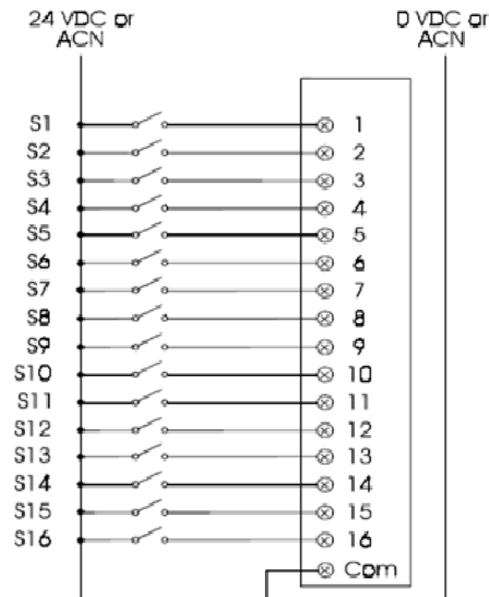 24 VDC or
ACN
0 VDC or
ACN
S1 1
S2 2
S3 3
S4 4
S5 5
S6 6
S7 7
S8 8
S9 9
S10 10
S11 11
S12 12
S13 13
S14 14
S15 15
S16 16
Com